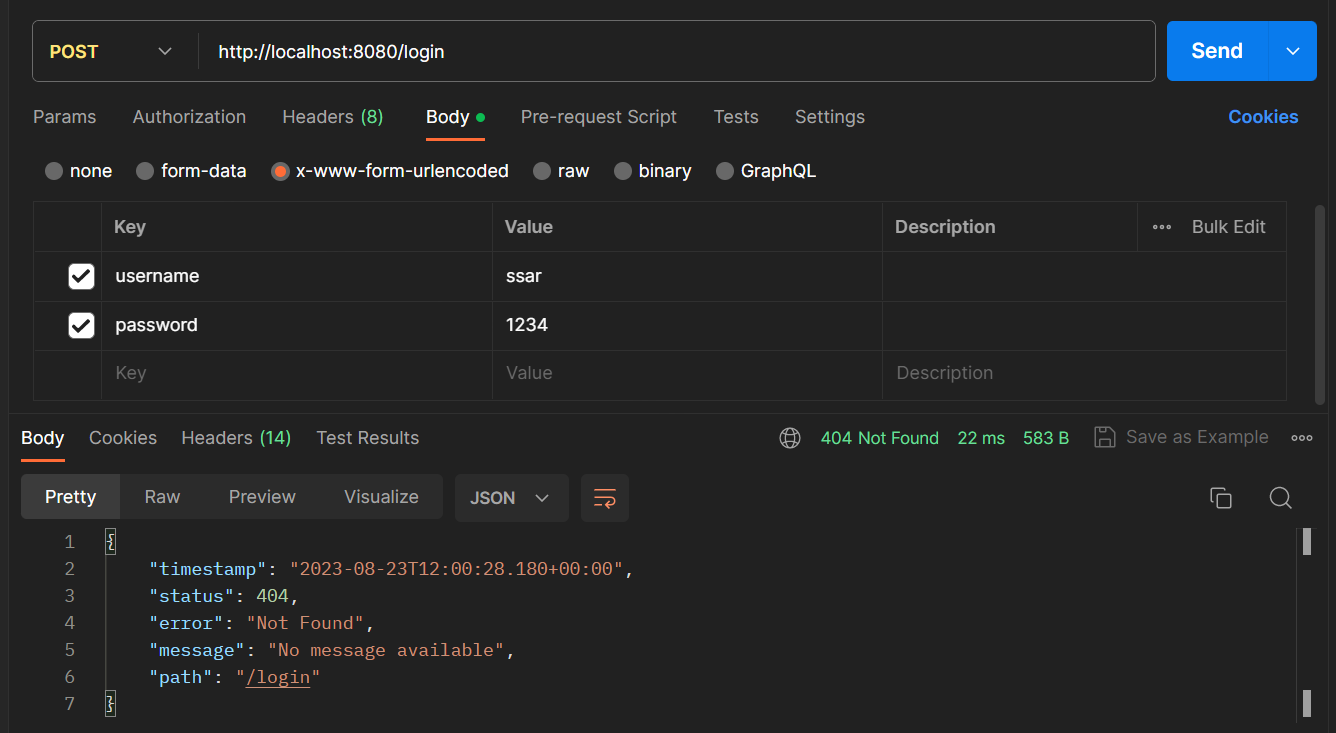 POST http://localhost:8080/login Send
Params Authorization Headers (8) Body Pre-request Script Tests Settings Cookies
none form-data x-www-form-urlencoded raw binary GraphQL
Key Value Description Bulk Edit
username ssar
password 1234
Key Value Description
Body Cookies Headers (14) Test Results 404 Not Found 22 ms 583 B Save as Example
Pretty Raw Preview Visualize JSON
1 {
2 "timestamp": "2023-08-23T12:00:28.180+00:00",
3 "status": 404,
4 "error": "Not Found",
5 "message": "No message available",
6 "path": "/login"
7 }